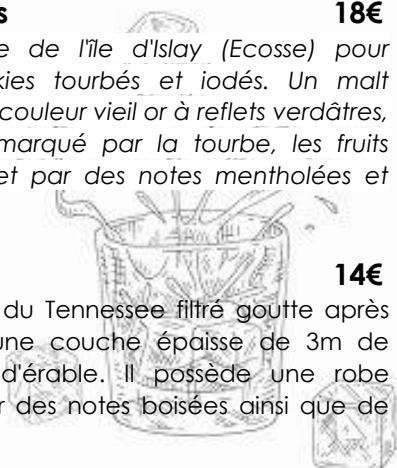 s 18€
e de l'île d'Islay (Ecosse) pour
kies tourbés et iodés. Un malt
couleur vieil or à reflets verdâtres,
marqué par la tourbe, les fruits
et par des notes mentholées et
14€
du Tennessee filtré goutte après
une couche épaisse de 3m de
d'érable. Il possède une robe
r des notes boisées ainsi que de